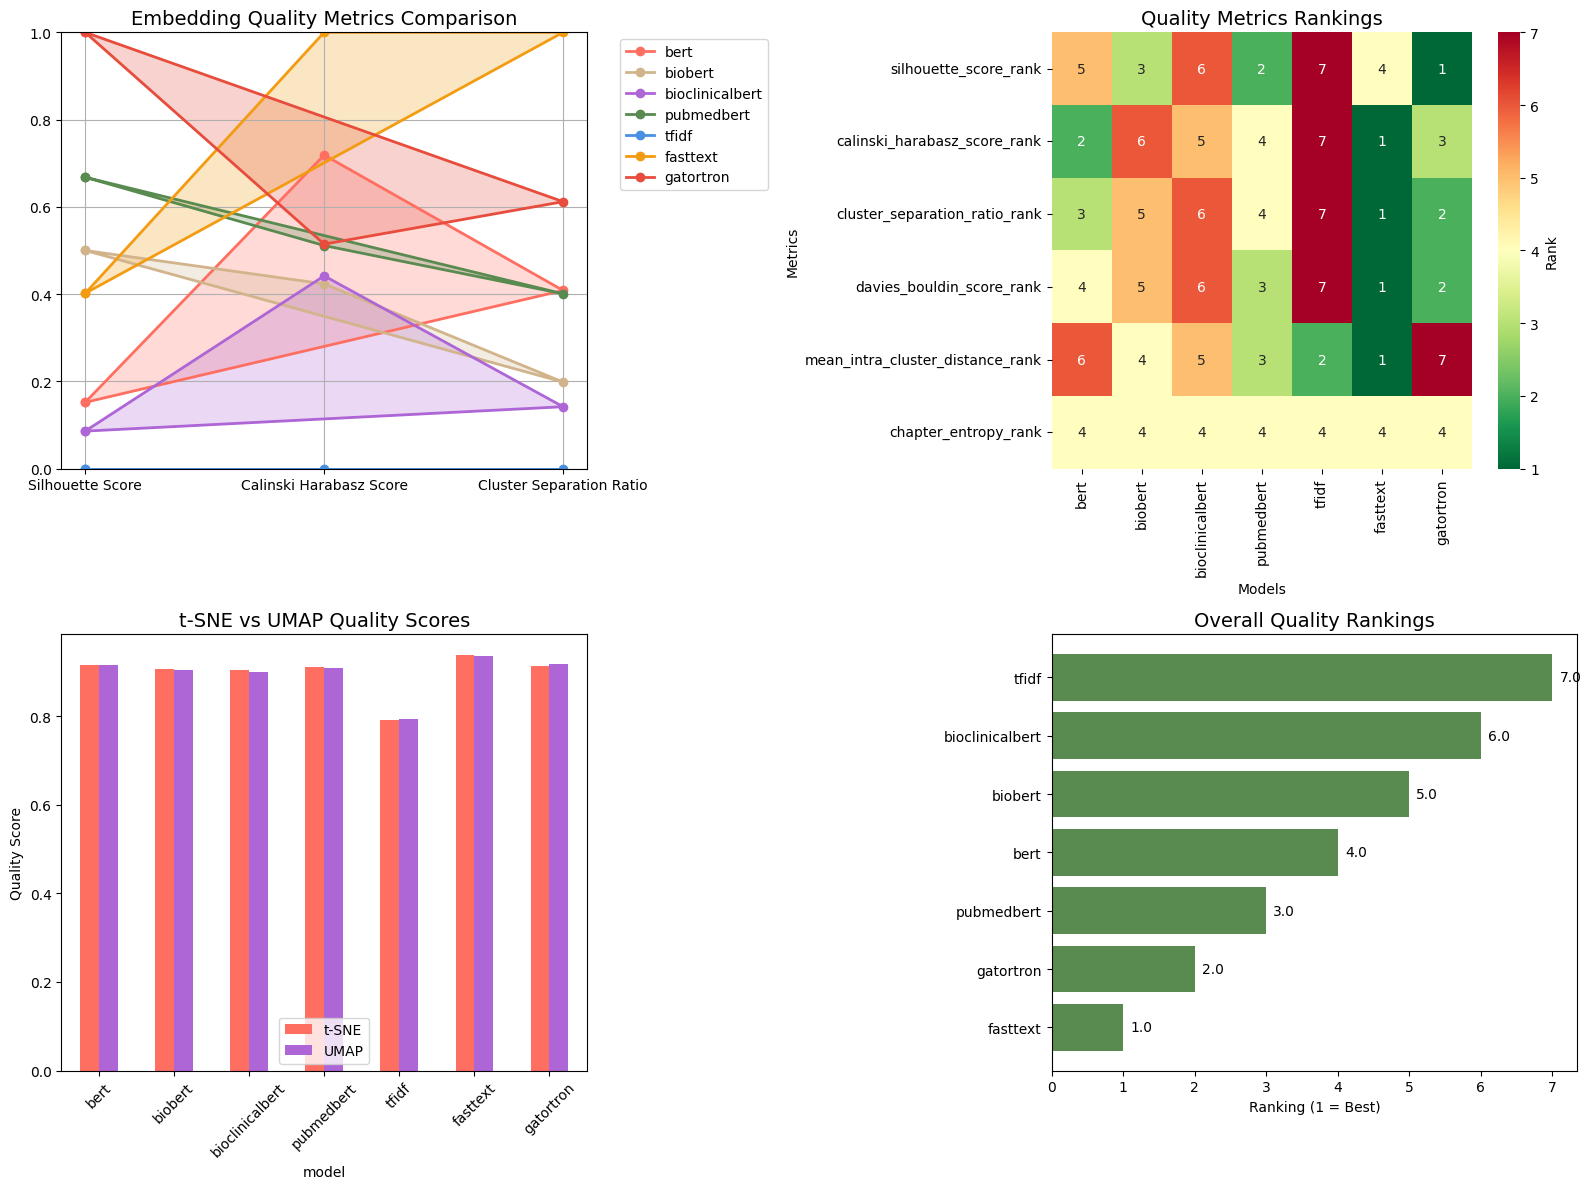 Embedding Quality Metrics Comparison
1.0
0.8
0.6
0.4
0.2
0.0
Silhouette Score Calinski Harabasz Score Cluster Separation Ratio
bert
biobert
bioclinicalbert
pubmedbert
tfidf
fasttext
gatortron
Quality Metrics Rankings
Metrics
silhouette_score_rank 5 3 6 2 7 4 1
calinski_harabasz_score_rank 2 6 5 4 7 1 3
cluster_separation_ratio_rank 3 5 6 4 7 1 2
davies_bouldin_score_rank 4 5 6 3 7 1 2
mean_intra_cluster_distance_rank 6 4 5 3 2 1 7
chapter_entropy_rank 4 4 4 4 4 4 4
bert biobert bioclinicalbert pubmedbert tfidf fasttext gatortron
Models
7
6
5
4
3
2
1
Rank
t-SNE vs UMAP Quality Scores
Quality Score
0.8
0.6
0.4
0.2
0.0
t-SNE
UMAP
bert biobert bioclinicalbert pubmedbert tfidf fasttext gatortron
model
Overall Quality Rankings
tfidf 7.0
bioclinicalbert 6.0
biobert 5.0
bert 4.0
pubmedbert 3.0
gatortron 2.0
fasttext 1.0
0 1 2 3 4 5 6 7
Ranking (1 = Best)